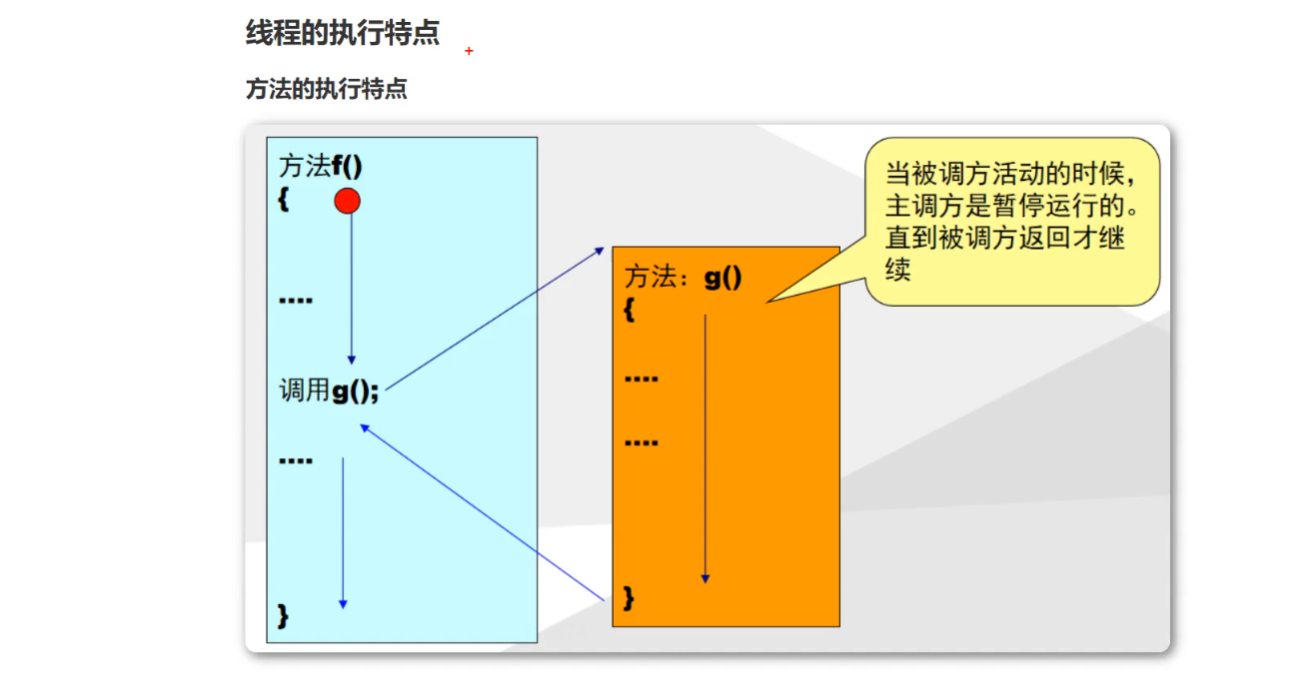 线程的执行特点
方法的执行特点
方法f()
{
....
调用g();
....
}
方法：g()
{
....
....
}
当被调方活动的时候，
主调方是暂停运行的。
直到被调方返回才继
续